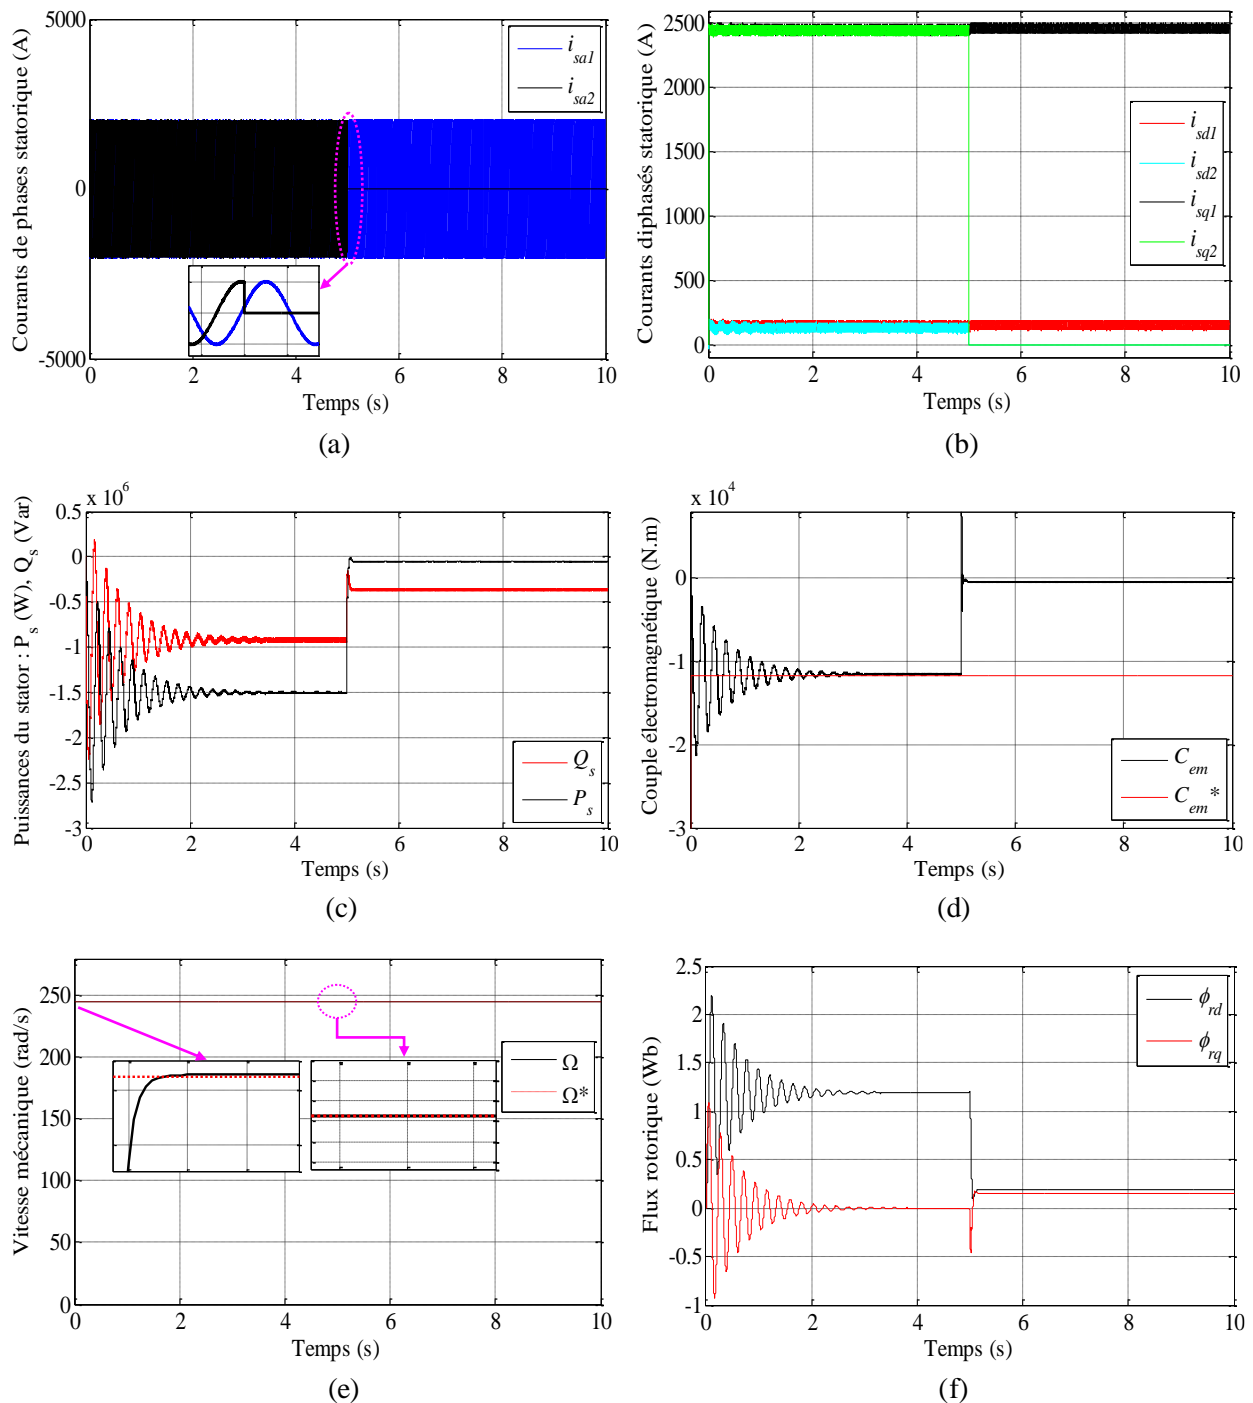 5000
0
-5000
0 2 4 6 8 10
Courants de phases statorique (A)
Temps (s)
i sa1
i sa2
(a)
2500
2000
1500
1000
500
0
0 2 4 6 8 10
Courants diphasés statorique (A)
Temps (s)
i sd1
i sd2
i sq1
i sq2
(b)
x 10^6
0.5
0
-0.5
-1
-1.5
-2
-2.5
-3
0 2 4 6 8 10
Puissances du stator : P_s (W), Q_s (Var)
Temps (s)
Q_s
P_s
(c)
x 10^4
0
-1
-2
-3
0 2 4 6 8 10
Couple électromagnétique (N.m)
Temps (s)
C_em
C_em*
(d)
250
200
150
100
50
0
0 2 4 6 8 10
Vitesse mécanique (rad/s)
Temps (s)
Ω
Ω*
(e)
2.5
2
1.5
1
0.5
0
-0.5
-1
0 2 4 6 8 10
Flux rotorique (Wb)
Temps (s)
ϕ_rd
ϕ_rq
(f)